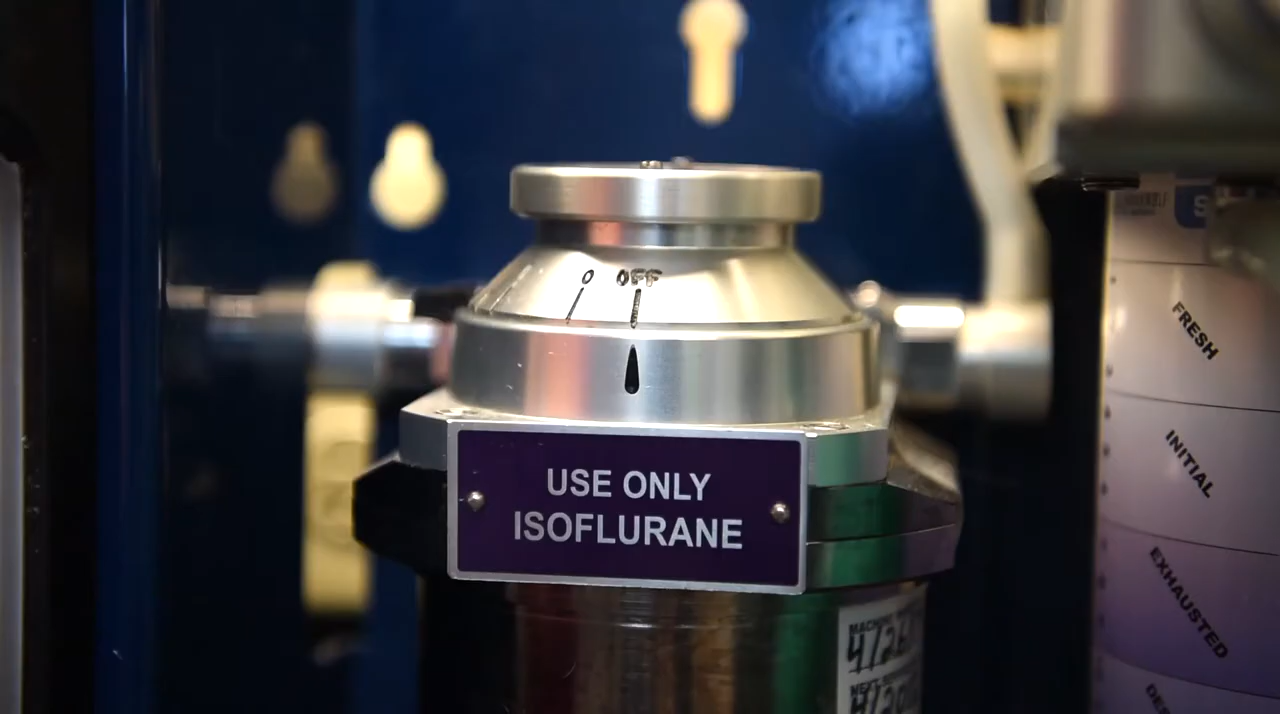 0 OFF
USE ONLY
ISOFLURANE
FRESH
INITIAL
EXHAUSTED